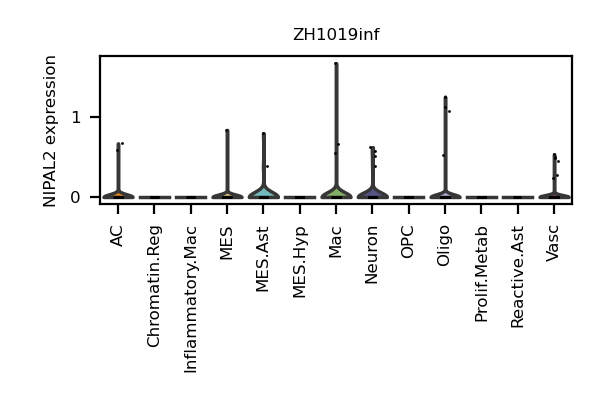 ZH1019inf
NIPAL2 expression
1
0
AC
Chromatin.Reg
Inflammatory.Mac
MES
MES.Ast
MES.Hyp
Mac
Neuron
OPC
Oligo
Prolif.Metab
Reactive.Ast
Vasc